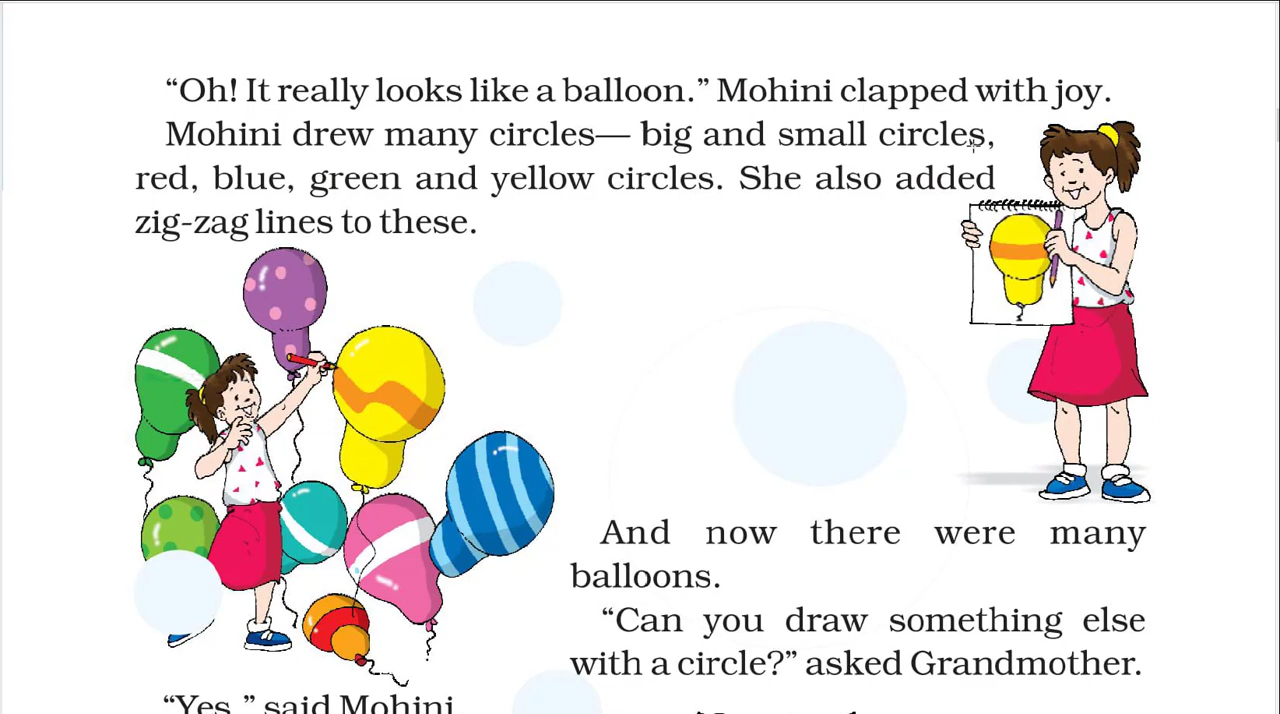 “Oh! It really looks like a balloon.” Mohini clapped with joy.
Mohini drew many circles— big and small circles,
red, blue, green and yellow circles. She also added
zig-zag lines to these.
And now there were many
balloons.
“Can you draw something else
with a circle?” asked Grandmother.
“Yes,” said Mohini.